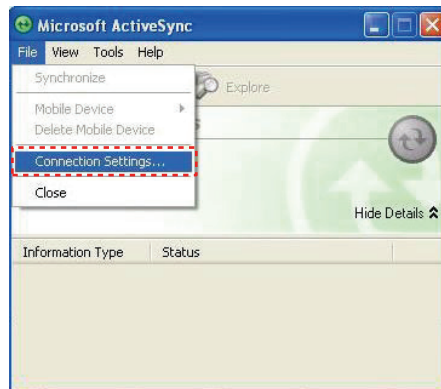 Microsoft ActiveSync
File View Tools Help
Synchronize
Explore
Mobile Device
Delete Mobile Device
Connection Settings...
Close
Hide Details
Information Type Status